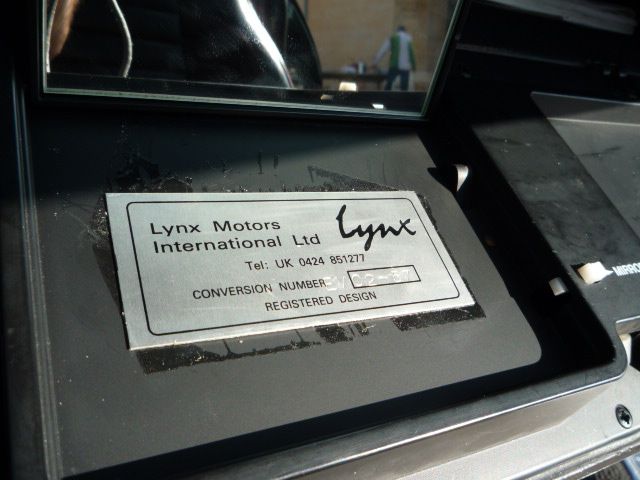 Lynx Motors
International Ltd
Lynx
Tel: UK 0424 851277
CONVERSION NUMBER
REGISTERED DESIGN